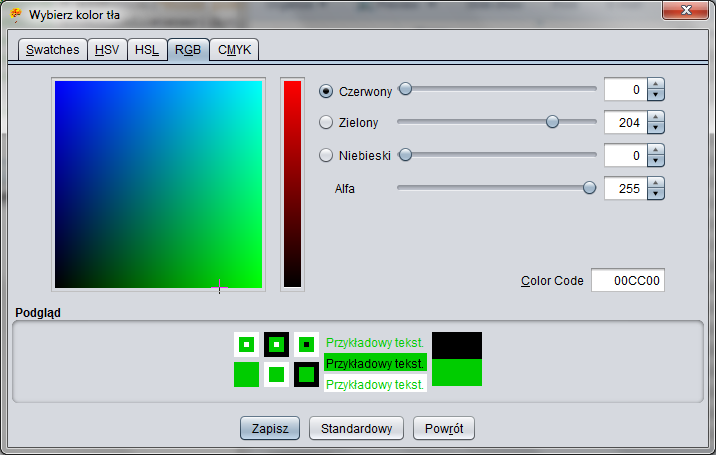 Wybierz kolor tła
Swatches HSV HSL RGB CMYK
Czerwony 0
Zielony 204
Niebieski 0
Alfa 255
Color Code 00CC00
Podgląd
Przykładowy tekst.
Przykładowy tekst.
Przykładowy tekst.
Zapisz Standardowy Powrót